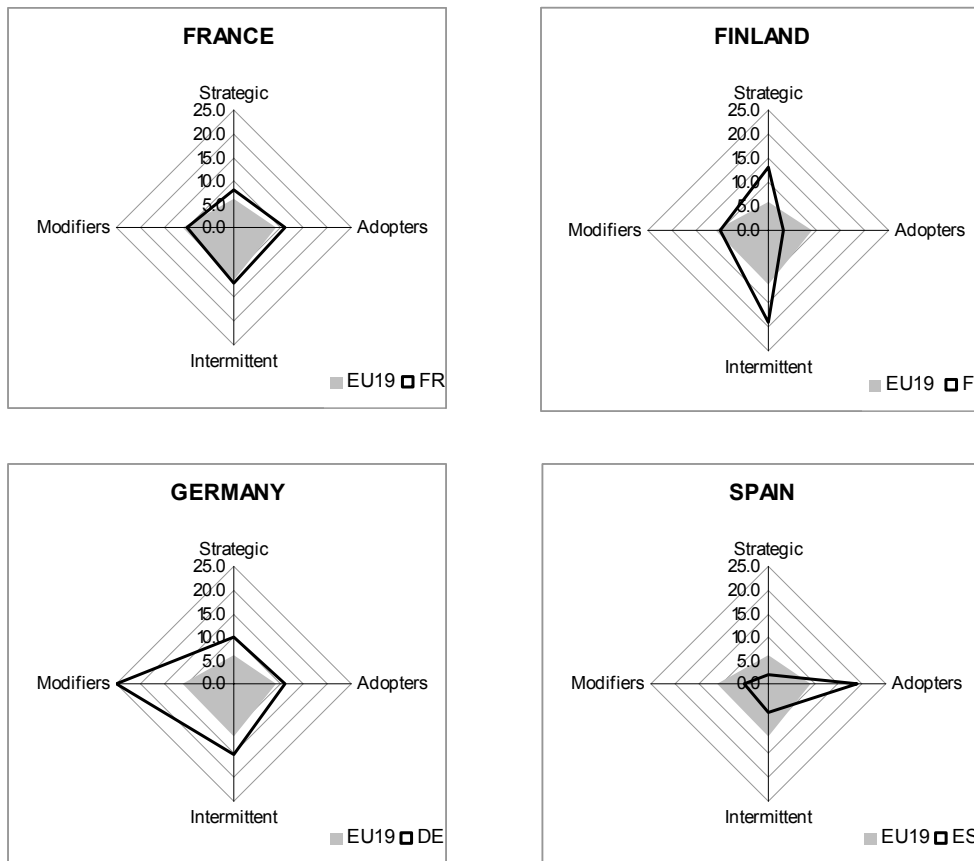 FRANCE
Strategic
25.0
20.0
15.0
10.0
5.0
0.0
Modifiers
Adopters
Intermittent
EU19 FR
FINLAND
Strategic
25.0
20.0
15.0
10.0
5.0
0.0
Modifiers
Adopters
Intermittent
EU19 F
GERMANY
Strategic
25.0
20.0
15.0
10.0
5.0
0.0
Modifiers
Adopters
Intermittent
EU19 DE
SPAIN
Strategic
25.0
20.0
15.0
10.0
5.0
0.0
Modifiers
Adopters
Intermittent
EU19 ES